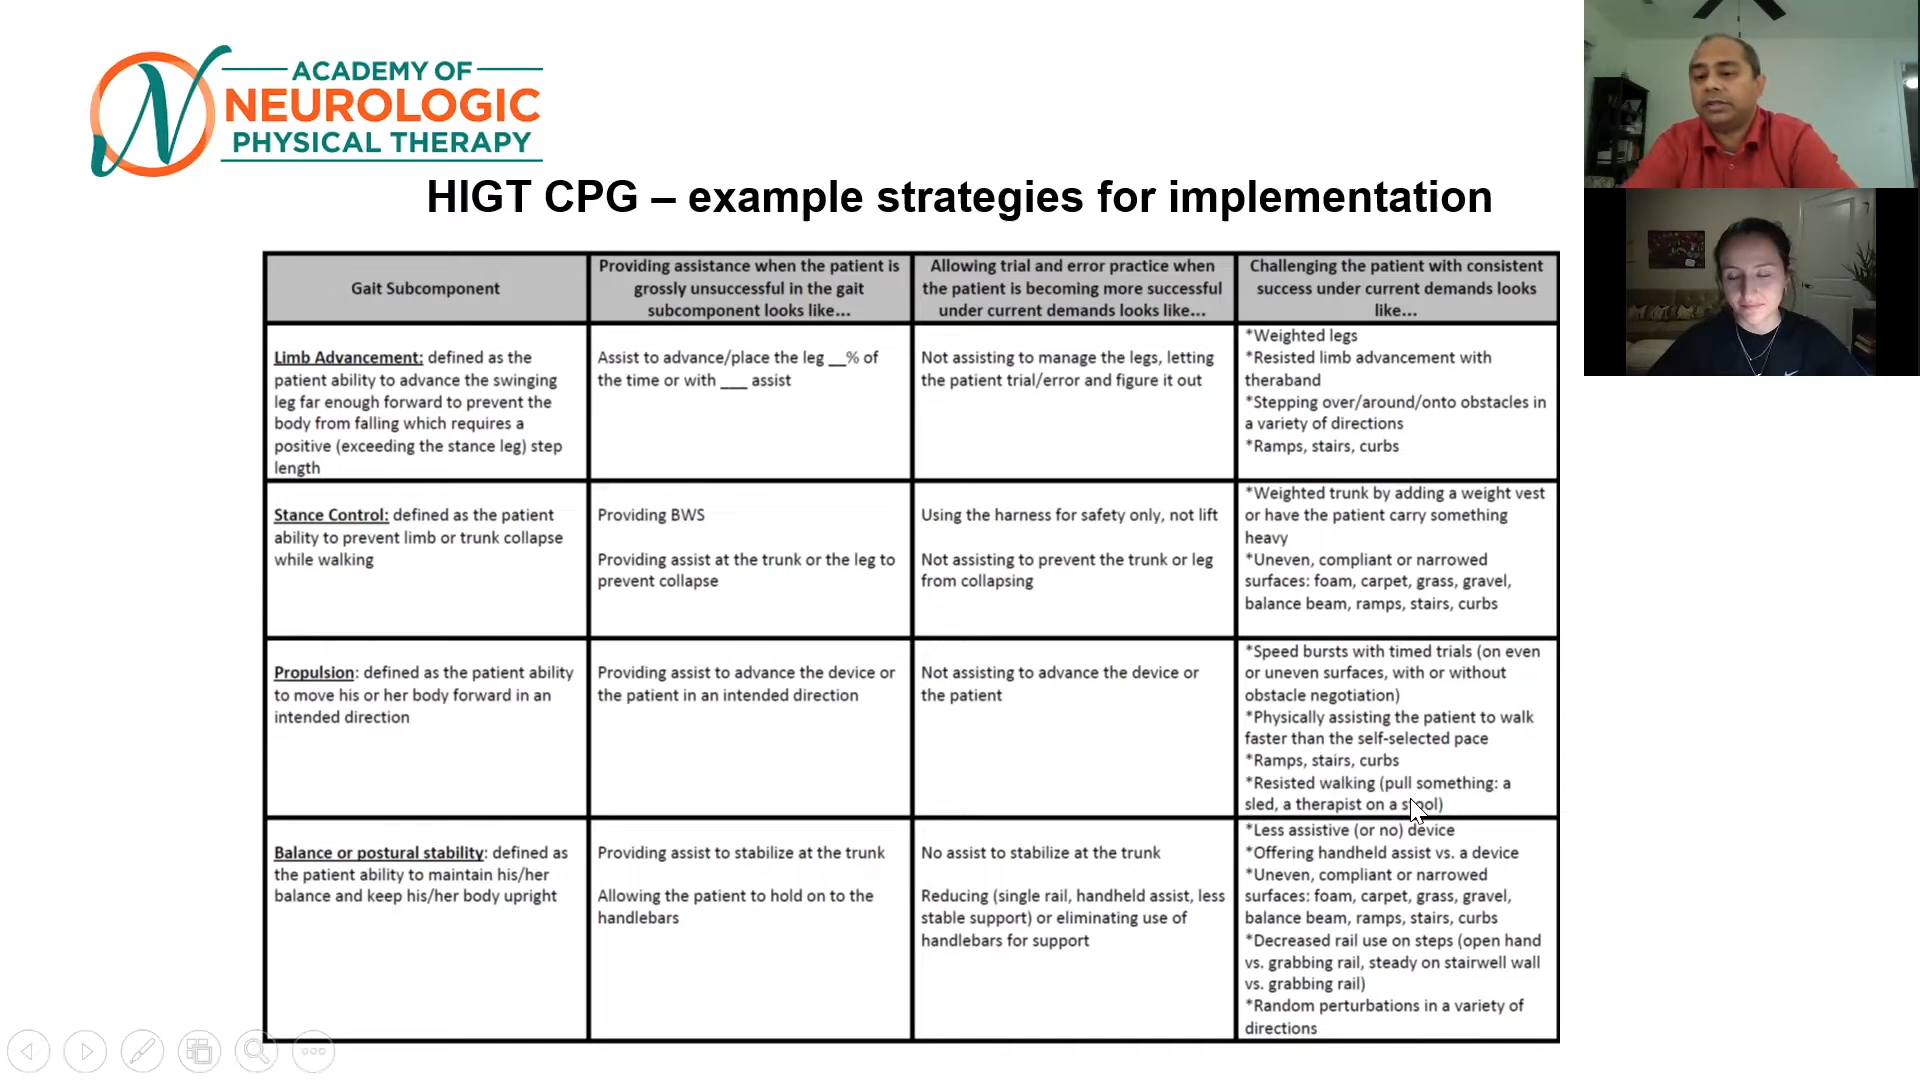 ACADEMY OF
NEUROLOGIC
PHYSICAL THERAPY
HIGT CPG – example strategies for implementation
Gait Subcomponent
Providing assistance when the patient is
grossly unsuccessful in the gait
subcomponent looks like...
Allowing trial and error practice when
the patient is becoming more successful
under current demands looks like...
Challenging the patient with consistent
success under current demands looks
like...
Limb Advancement: defined as the
patient ability to advance the swinging
leg far enough forward to prevent the
body from falling which requires a
positive (exceeding the stance leg) step
length
Assist to advance/place the leg __% of
the time or with ___ assist
Not assisting to manage the legs, letting
the patient trial/error and figure it out
*Weighted legs
*Resisted limb advancement with
theraband
*Stepping over/around/onto obstacles in
a variety of directions
*Ramps, stairs, curbs
Stance Control: defined as the patient
ability to prevent limb or trunk collapse
while walking
Providing BWS
Providing assist at the trunk or the leg to
prevent collapse
Using the harness for safety only, not lift
Not assisting to prevent the trunk or leg
from collapsing
*Weighted trunk by adding a weight vest
or have the patient carry something
heavy
*Uneven, compliant or narrowed
surfaces: foam, carpet, grass, gravel,
balance beam, ramps, stairs, curbs
Propulsion: defined as the patient ability
to move his or her body forward in an
intended direction
Providing assist to advance the device or
the patient in an intended direction
Not assisting to advance the device or
the patient
*Speed bursts with timed trials (on even
or uneven surfaces, with or without
obstacle negotiation)
*Physically assisting the patient to walk
faster than the self-selected pace
*Ramps, stairs, curbs
*Resisted walking (pull something: a
sled, a therapist on a stool)
Balance or postural stability: defined as
the patient ability to maintain his/her
balance and keep his/her body upright
Providing assist to stabilize at the trunk
Allowing the patient to hold on to the
handlebars
No assist to stabilize at the trunk
Reducing (single rail, handheld assist, less
stable support) or eliminating use of
handlebars for support
*Less assistive (or no) device
*Offering handheld assist vs. a device
*Uneven, compliant or narrowed
surfaces: foam, carpet, grass, gravel,
balance beam, ramps, stairs, curbs
*Decreased rail use on steps (open hand
vs. grabbing rail, steady on stairwell wall
vs. grabbing rail)
*Random perturbations in a variety of
directions